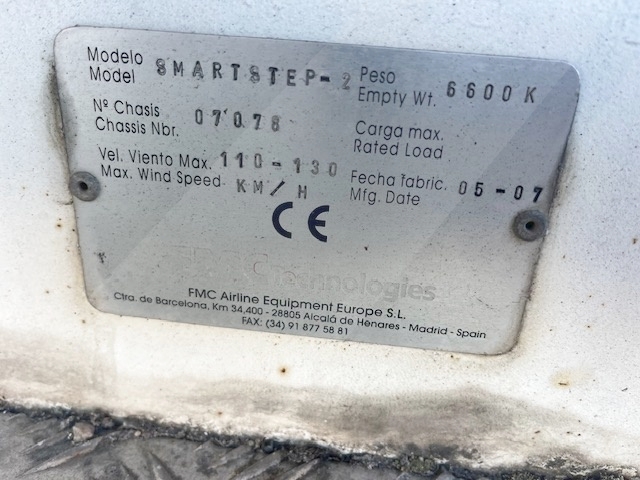 Modelo Model SMARTSTEP-2
Peso Empty Wt. 6600 K
Nº Chasis Chassis Nbr. 07078
Carga max. Rated Load
Vel. Viento Max. Max. Wind Speed 110-130 KM/H
Fecha fabric. Mfg. Date 05-07
CE
Technologies
FMC Airline Equipment Europe S.L.
Ctra. de Barcelona, Km 34,400 - 28805 Alcalá de Henares - Madrid - Spain
FAX: (34) 91 877 58 81